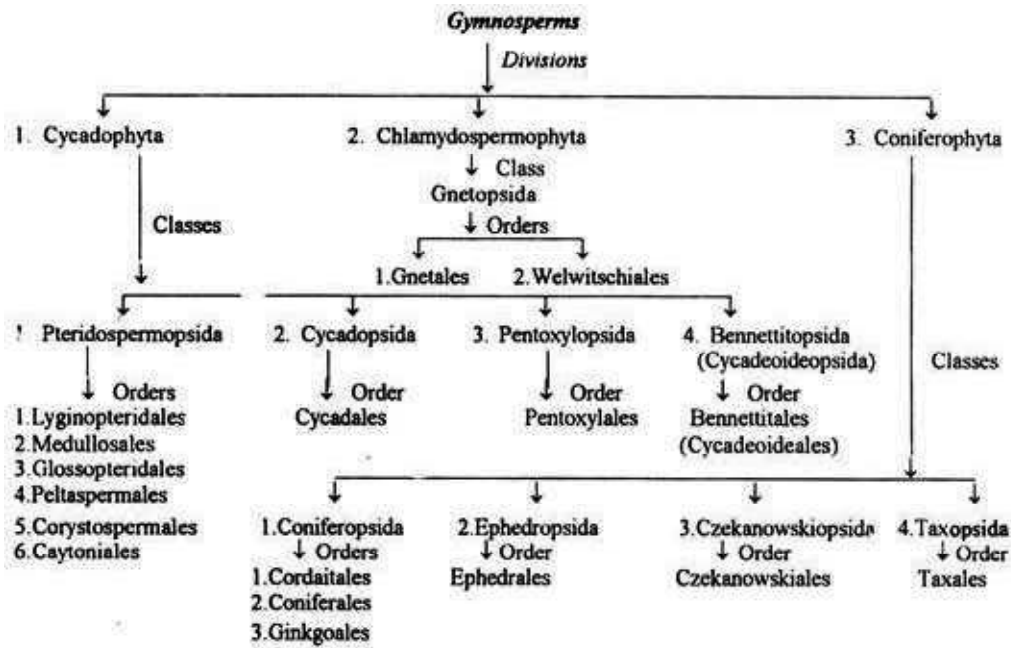 Gymnosperms
Divisions
1. Cycadophyta
2. Chlamydospermophyta
3. Coniferophyta
Class
Gnetopsida
Classes
Orders
1.Gnetales
2.Welwitschiales
Pteridospermopsida
2. Cycadopsida
3. Pentoxylopsida
4. Bennettitopsida
(Cycadeoideopsida)
Classes
Orders
Order
Order
Order
1.Lyginopteridales
Cycadales
Pentoxylales
Bennettitales
(Cycadeoideales)
2.Medullosales
3.Glossopteridales
4.Peltaspermales
5.Corystospermales
6.Caytoniales
1.Coniferopsida
2.Ephedropsida
3.Czekanowskiopsida
4.Taxopsida
Orders
Order
Order
Order
1.Cordaitales
Ephedrales
Czekanowskiales
Taxales
2.Coniferales
3.Ginkgoales